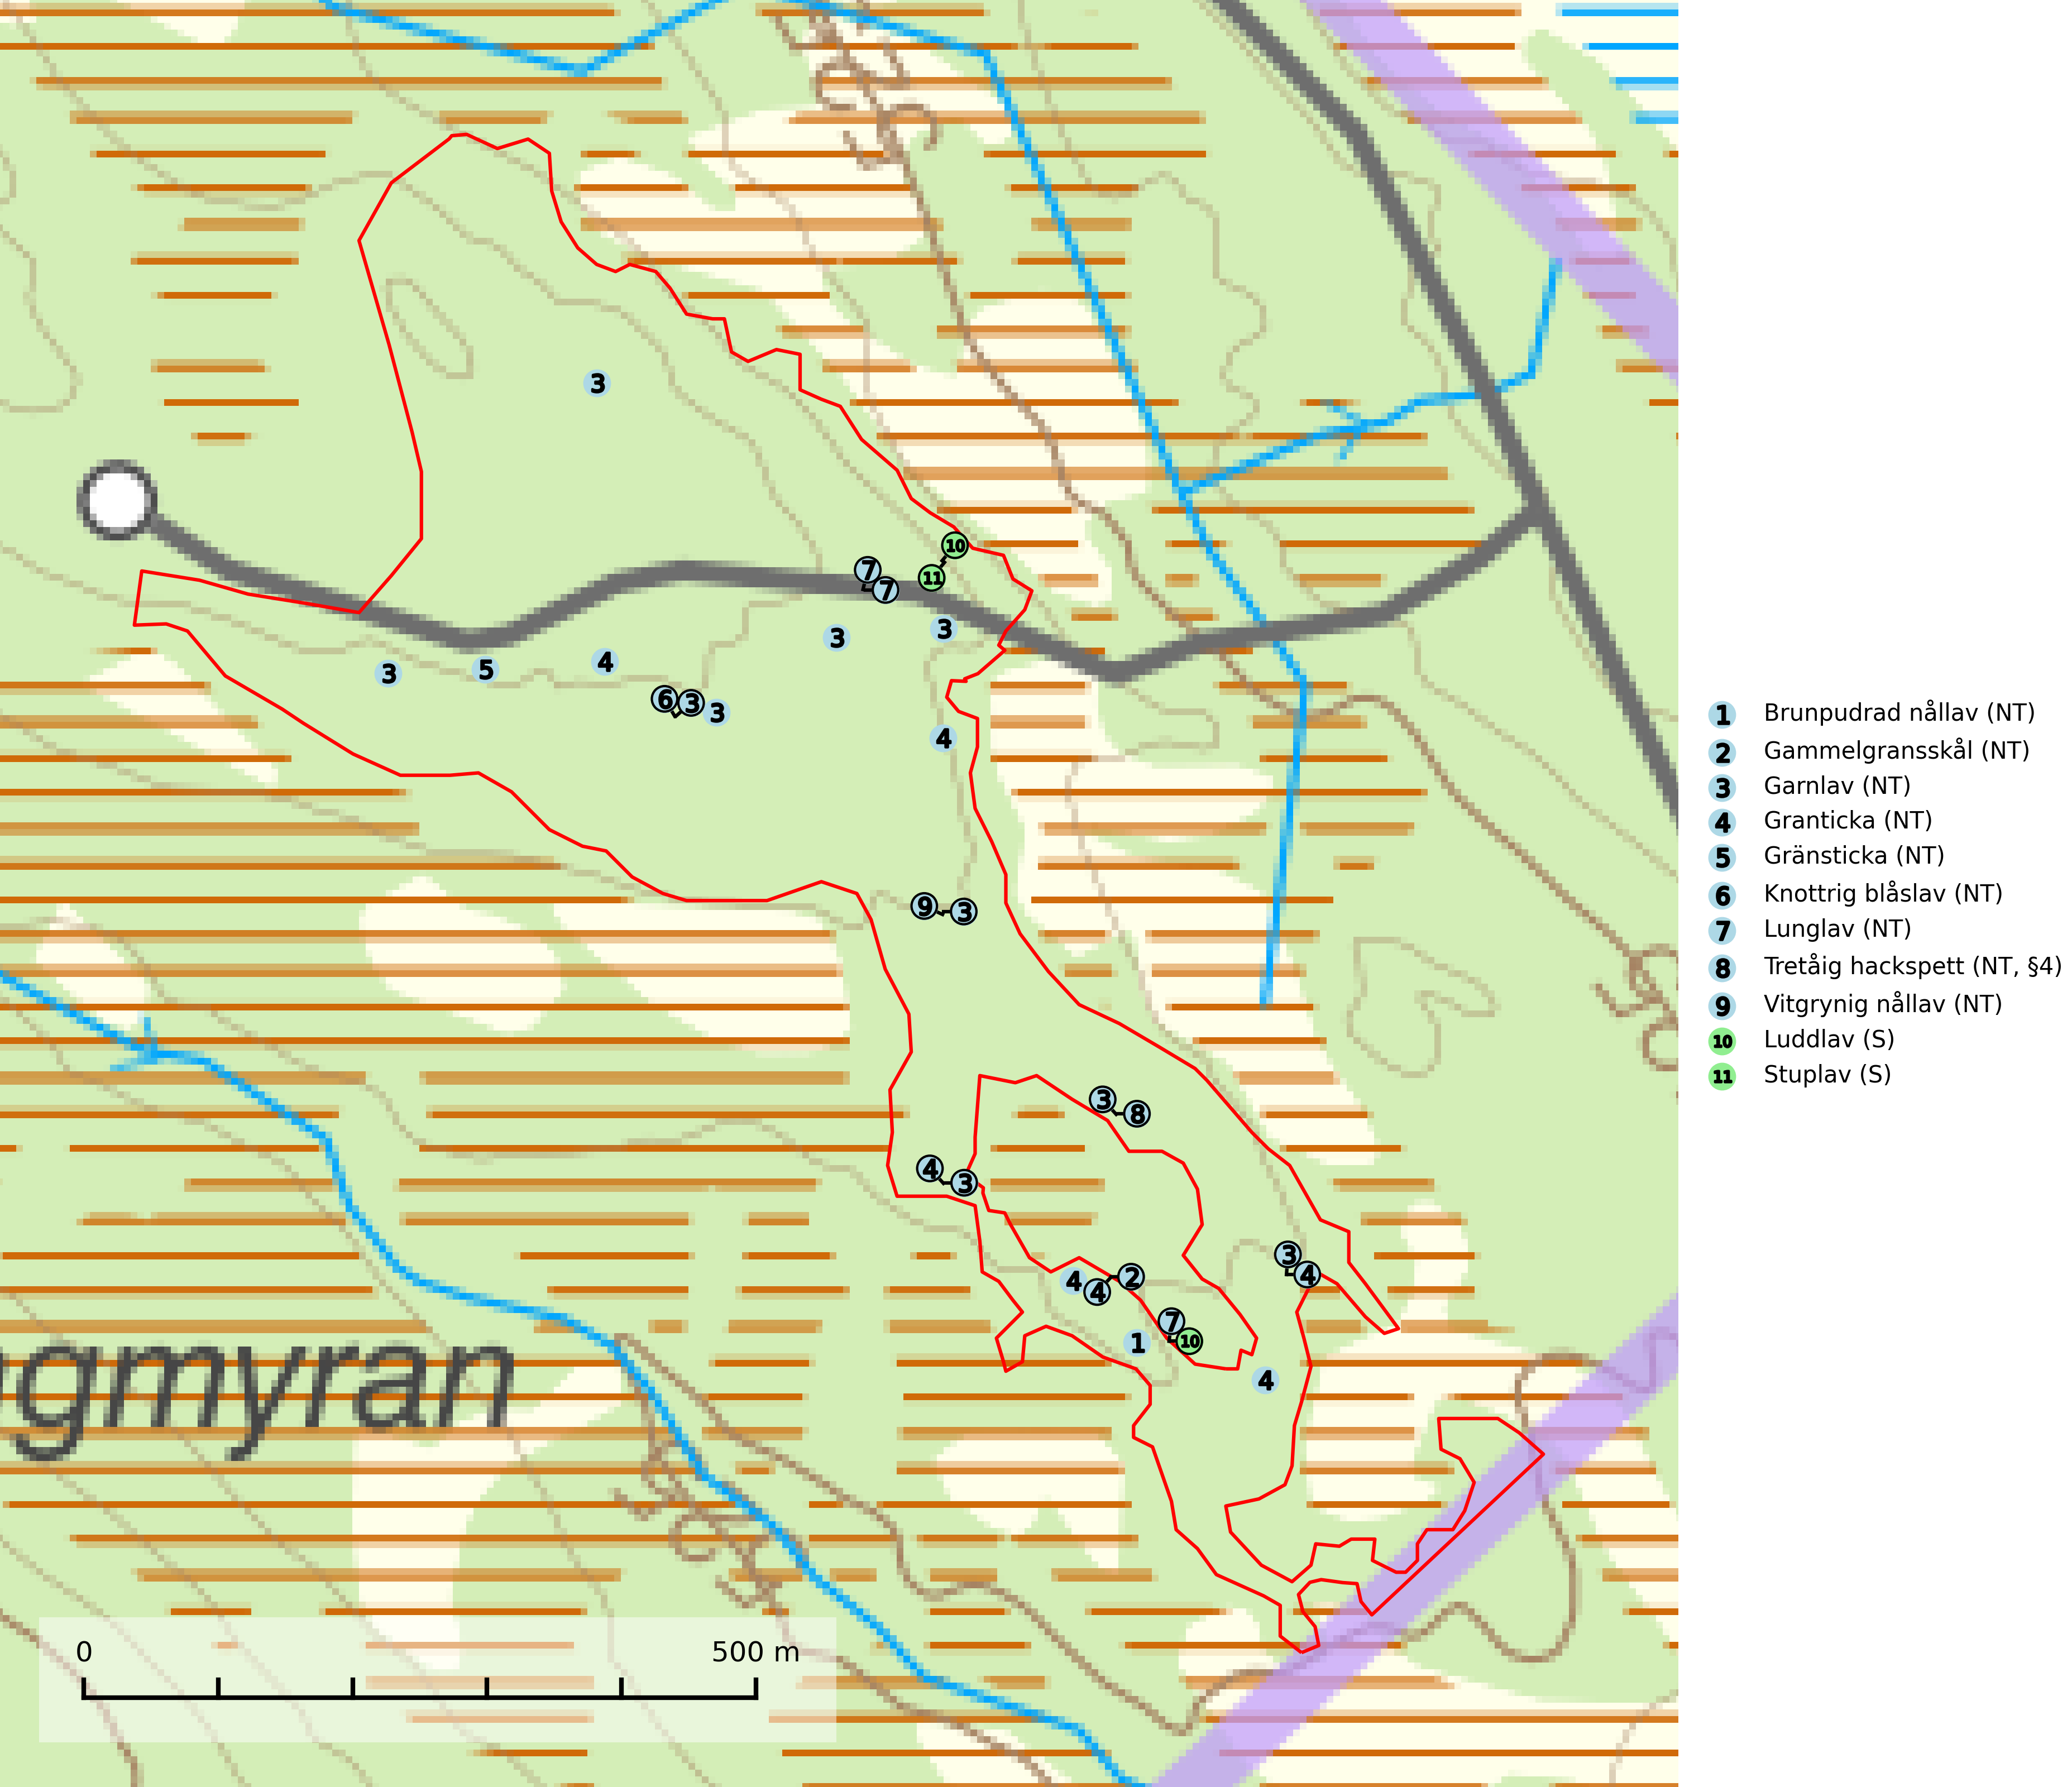 3
10
7
11
7
3
3
3
5
4
6
3
3
4
9
3
3
8
4
3
3
4
4
4
2
7
10
1
4
gmyran
0
500 m
1 Brunpudrad nållav (NT)
2 Gammelgransskål (NT)
3 Garnlav (NT)
4 Granticka (NT)
5 Gränsticka (NT)
6 Knottrig blåslav (NT)
7 Lunglav (NT)
8 Tretåig hackspett (NT, §4)
9 Vitgrynig nållav (NT)
10 Luddlav (S)
11 Stuplav (S)